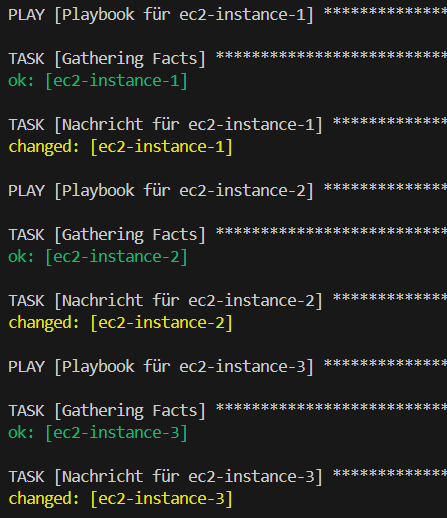 PLAY [Playbook für ec2-instance-1] **************
TASK [Gathering Facts] **************************
ok: [ec2-instance-1]
TASK [Nachricht für ec2-instance-1] *************
changed: [ec2-instance-1]
PLAY [Playbook für ec2-instance-2] **************
TASK [Gathering Facts] **************************
ok: [ec2-instance-2]
TASK [Nachricht für ec2-instance-2] *************
changed: [ec2-instance-2]
PLAY [Playbook für ec2-instance-3] **************
TASK [Gathering Facts] **************************
ok: [ec2-instance-3]
TASK [Nachricht für ec2-instance-3] *************
changed: [ec2-instance-3]